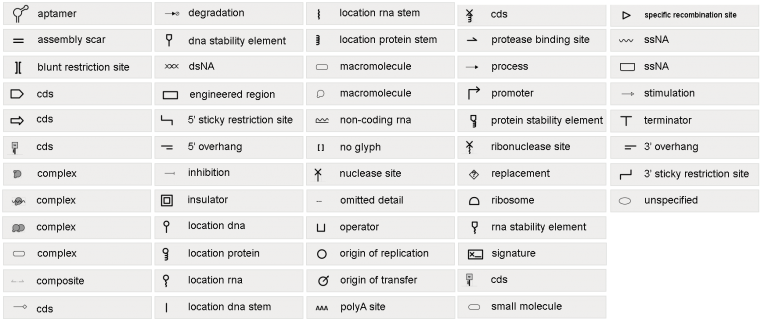 aptamer
assembly scar
blunt restriction site
cds
cds
cds
complex
complex
complex
complex
composite
cds
degradation
dna stability element
dsNA
engineered region
5' sticky restriction site
5' overhang
inhibition
insulator
location dna
location protein
location rna
location dna stem
location rna stem
location protein stem
macromolecule
macromolecule
non-coding rna
no glyph
nuclease site
omitted detail
operator
origin of replication
origin of transfer
AAA polyA site
cds
protease binding site
process
promoter
protein stability element
ribonuclease site
replacement
ribosome
rna stability element
signature
cds
small molecule
specific recombination site
ssNA
ssNA
stimulation
terminator
3' overhang
3' sticky restriction site
unspecified